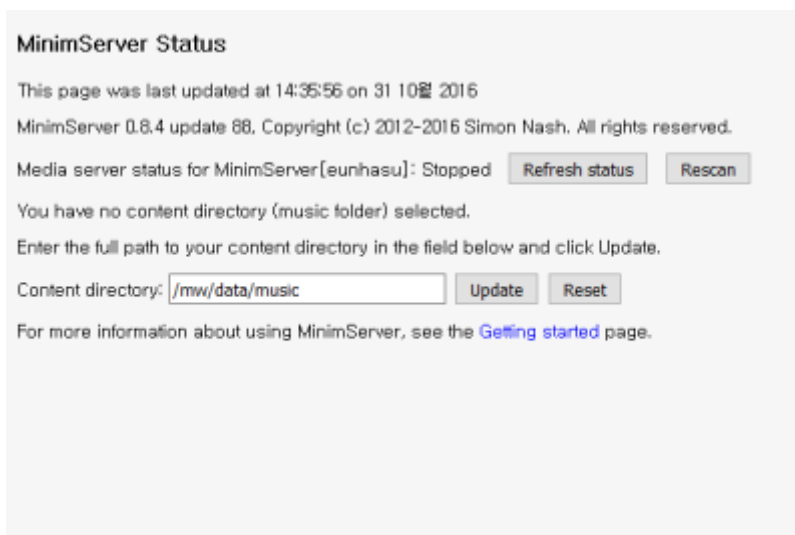 MinimServer Status
This page was last updated at 14:35:56 on 31 10월 2016
MinimServer 0.8.4 update 88, Copyright (c) 2012-2016 Simon Nash. All rights reserved.
Media server status for MinimServer[eunhasu]: Stopped Refresh status Rescan
You have no content directory (music folder) selected.
Enter the full path to your content directory in the field below and click Update.
Content directory: /mw/data/music Update Reset
For more information about using MinimServer, see the Getting started page.